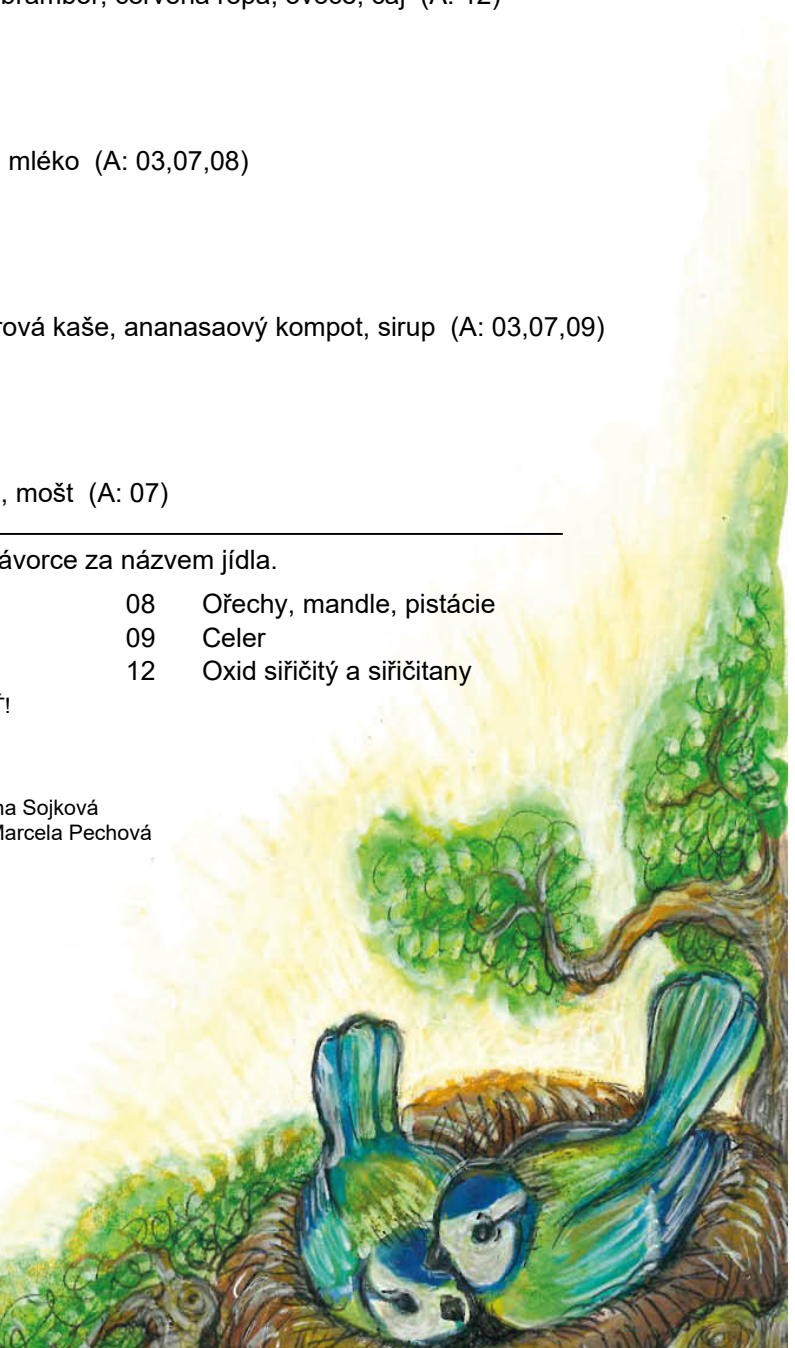 brambor, červená řepa, ovoce, čaj (A: 12)
mléko (A: 03,07,08)
rová kaše, ananasaový kompot, sirup (A: 03,07,09)
, mošt (A: 07)
ávorce za názvem jídla.
08 Ořechy, mandle, pistácie
09 Celer
12 Oxid siřičitý a siřičitany
Ť!
na Sojková
Marcela Pechová